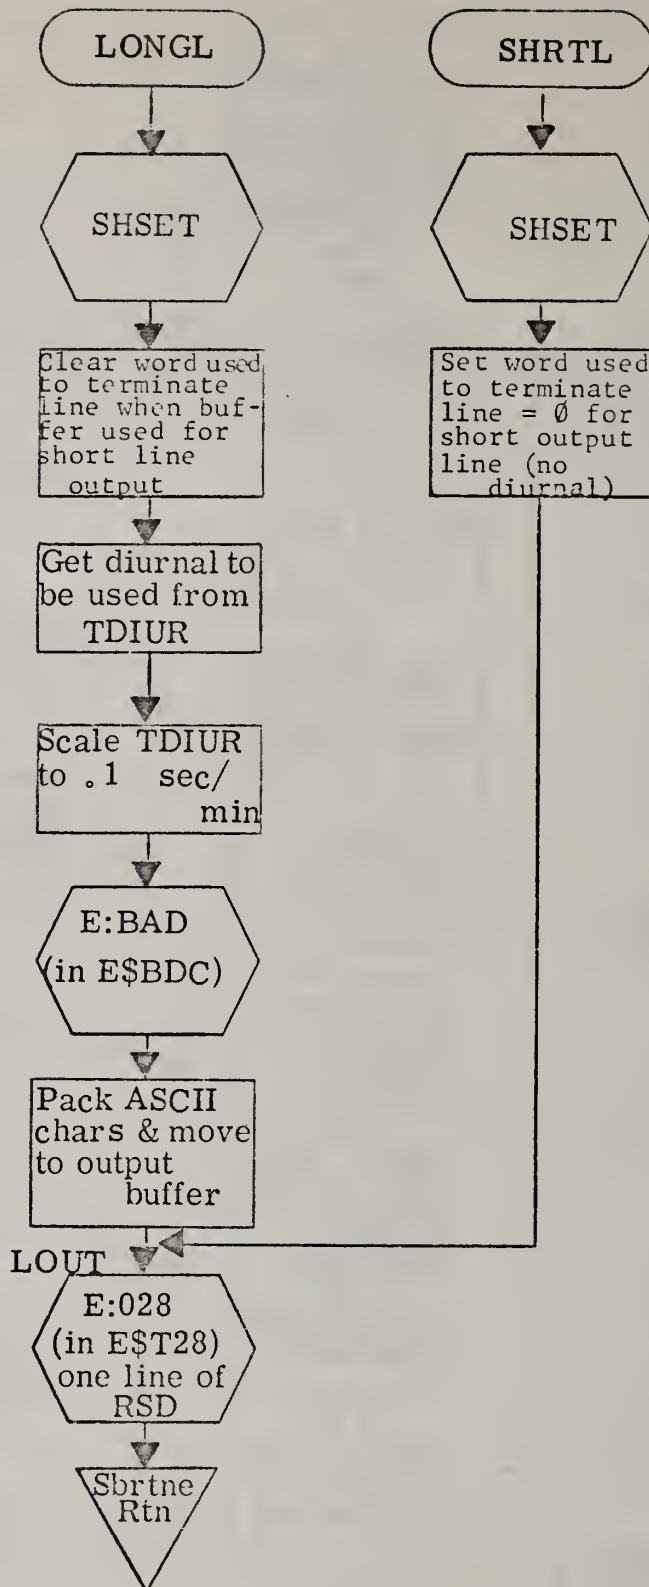 LONGL
SHSET
Clear word used
to terminate
line when buf-
fer used for
short line
output
Get diurnal to
be used from
TDIUR
Scale TDIUR
to .1 sec/
min
E:BAD
(in E$BDC)
Pack ASCII
chars & move
to output
buffer
LOUT
E:028
(in E$T28)
one line of
RSD
Sbrtne
Rtn
SHRTL
SHSET
Set word used
to terminate
line = Ø for
short output
line (no
diurnal)